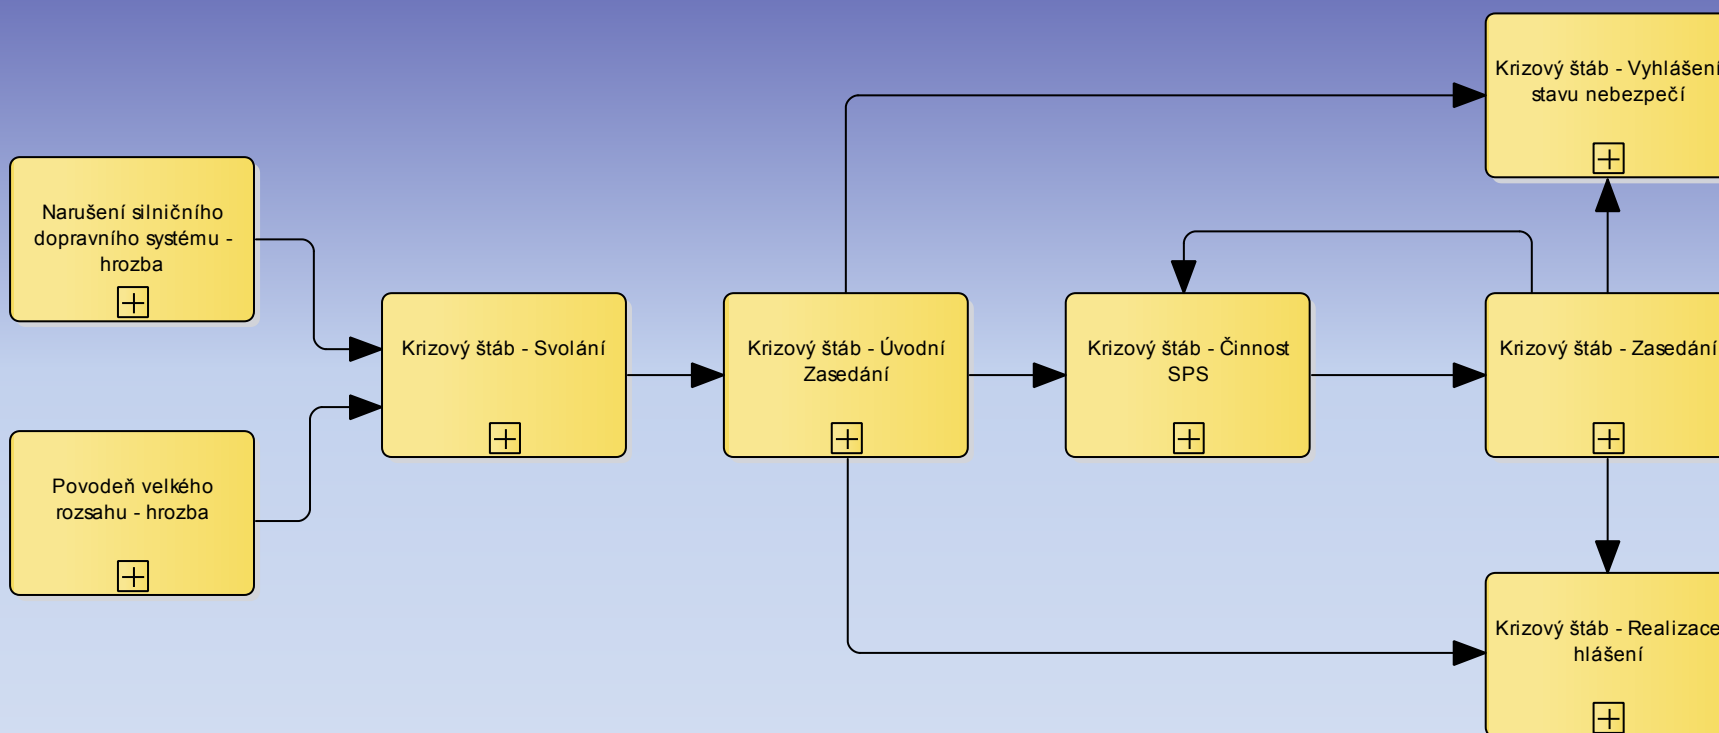 Krizový štáb - Vyhlášení
stavu nebezpečí
Narušení silničního
dopravního systému -
hrozba
Krizový štáb - Svolání
Krizový štáb - Úvodní
Zasedání
Krizový štáb - Činnost
SPS
Krizový štáb - Zasedání
Povodeň velkého
rozsahu - hrozba
Krizový štáb - Realizace
hlášení